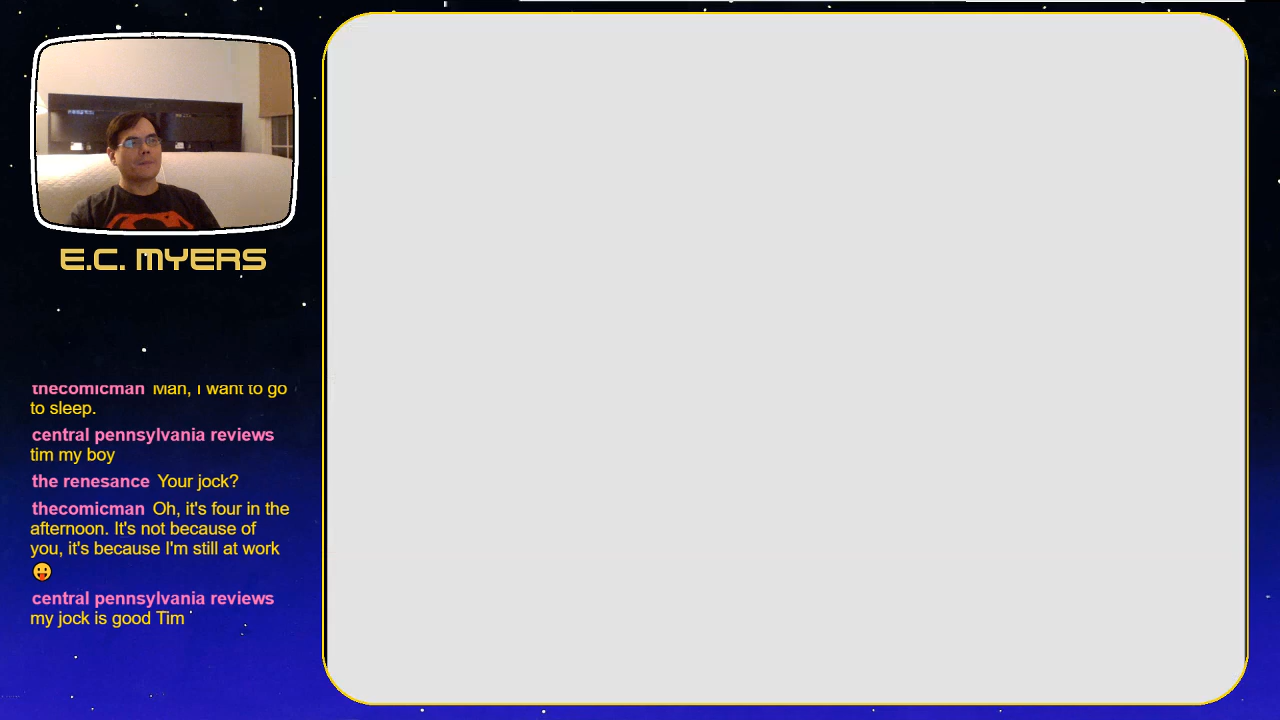 E.C. MYERS
thecomicman Man, I want to go
to sleep.
central pennsylvania reviews
tim my boy
the renesance Your jock?
thecomicman Oh, it's four in the
afternoon. It's not because of
you, it's because I'm still at work
😛
central pennsylvania reviews
my jock is good Tim